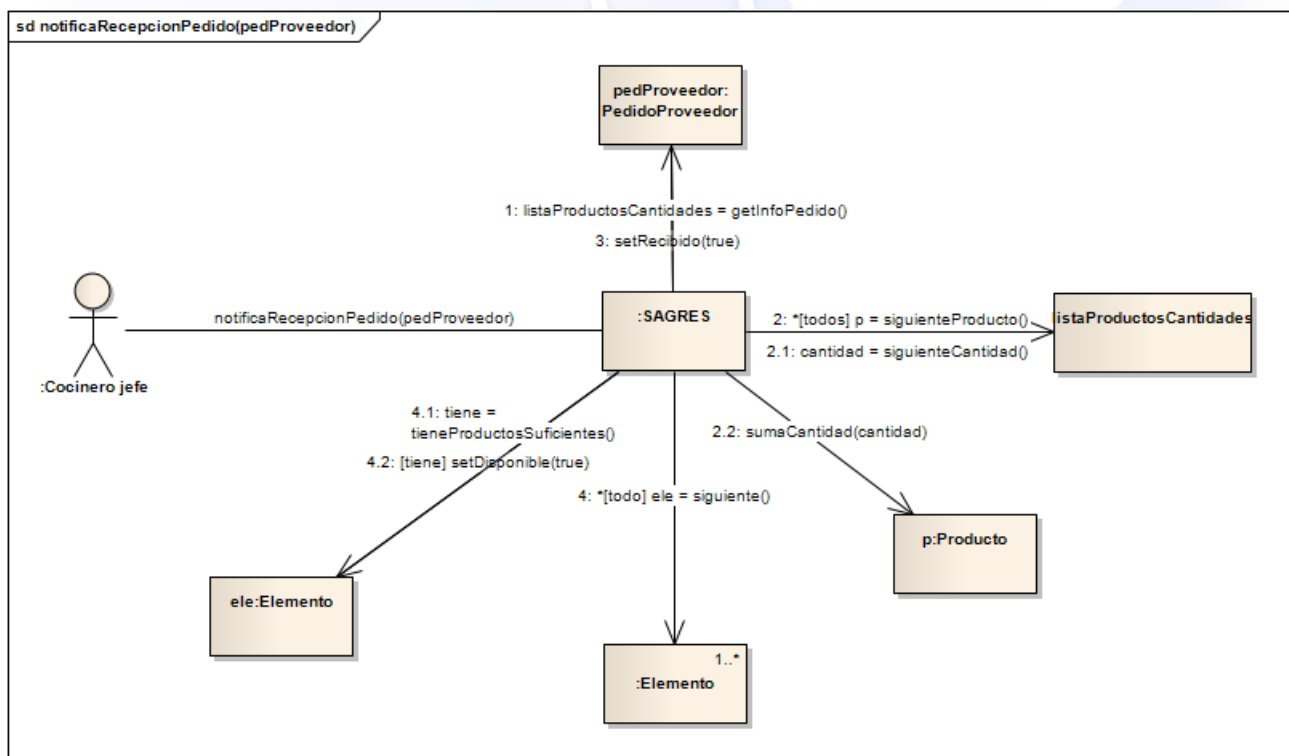 sd notificaRecepcionPedido(pedProveedor)
pedProveedor:
PedidoProveedor
1: listaProductosCantidades = getInfoPedido()
3: setRecibido(true)
:Cocinero jefe
notificaRecepcionPedido(pedProveedor)
:SAGRES
2: *[todos] p = siguienteProducto()
2.1: cantidad = siguienteCantidad()
listaProductosCantidades
4.1: tiene =
tieneProductosSuficientes()
4.2: [tiene] setDisponible(true)
2.2: sumaCantidad(cantidad)
4: *[todo] ele = siguiente()
p:Producto
ele:Elemento
1..*
:Elemento